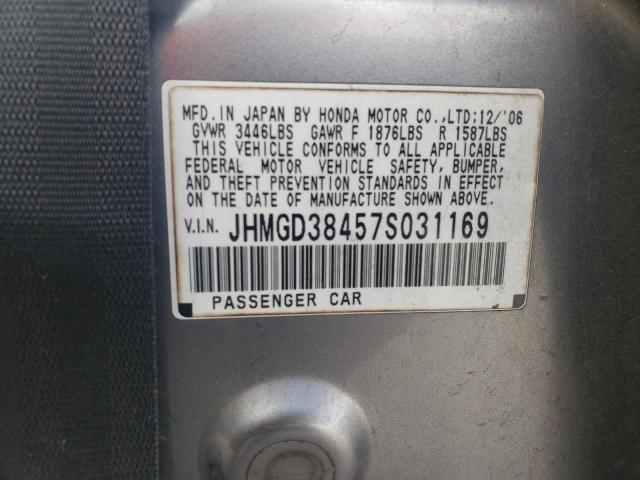 MFD. IN JAPAN BY HONDA MOTOR CO.,LTD;12/'06
GVWR 3446LBS GAWR F 1876LBS R 1587LBS
THIS VEHICLE CONFORMS TO ALL APPLICABLE
FEDERAL MOTOR VEHICLE SAFETY, BUMPER,
AND THEFT PREVENTION STANDARDS IN EFFECT
ON THE DATE OF MANUFACTURE SHOWN ABOVE.
V.I.N. JHMGD38457S031169
PASSENGER CAR